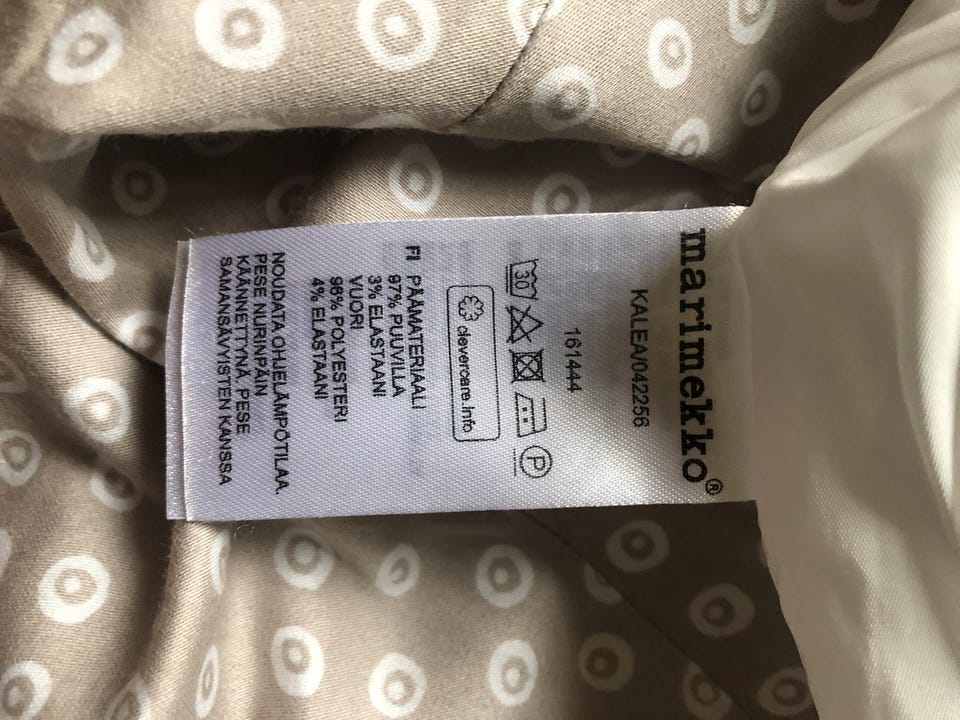 marimekko®
KALEA/042256
161444
30
P
clevercare.info
FI PÄÄMATERIAALI
97% PUUVILLA
3% ELASTAANI
VUORI
96% POLYESTERI
4% ELASTAANI
NOUDATA OHJELÄMPÖTILAA.
PESE NURINPÄIN
KÄÄNNETTYNÄ, PESE
SAMANSÄVYISTEN KANSSA